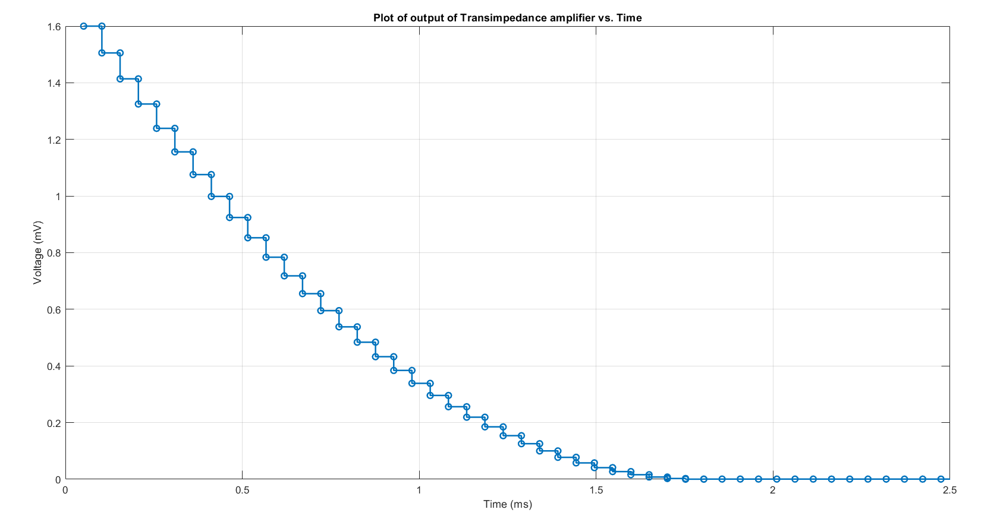 Plot of output of Transimpedance amplifier vs. Time
1.6
1.4
1.2
1
0.8
0.6
0.4
0.2
0
Voltage (mV)
0 0.5 1 1.5 2 2.5
Time (ms)